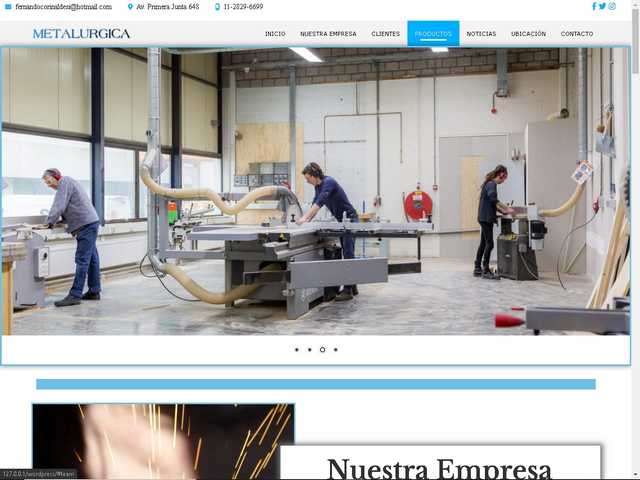 fernandocorinaldesi@hotmail.com Av. Primera Junta 648 11-2829-6699
METALURGICA INICIO NUESTRA EMPRESA CLIENTES PRODUCTOS NOTICIAS UBICACIÓN CONTACTO
Nuestra Empresa
127.0.0.1/wordpress/#team